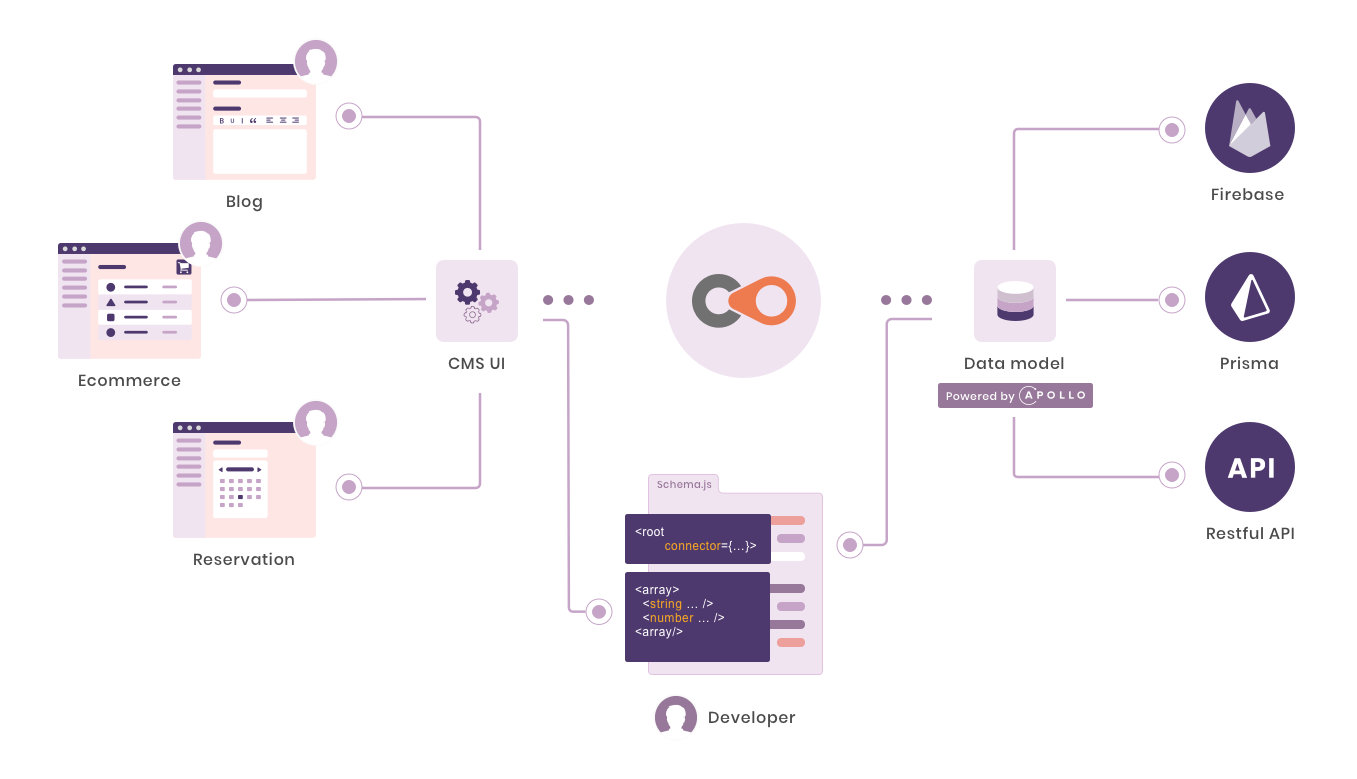 B U I “
Blog
Ecommerce
Reservation
CMS UI
Schema.js
<root
connector={...}>
<array>
<string ... />
<number ... />
<array/>
Developer
Data model
Powered by APOLLO
Firebase
Prisma
API
Restful API